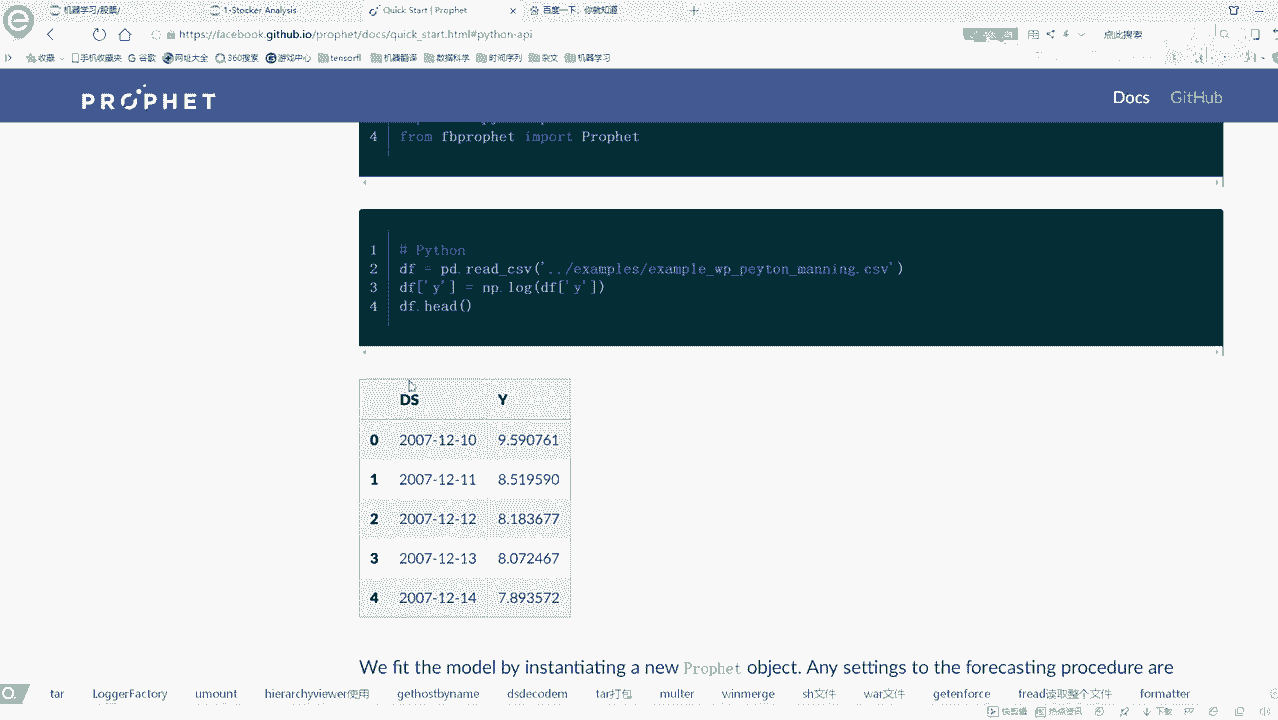 机器学习/股票/
1-Stocker_Analysis
Quick Start | Prophet
百度一下，你就知道
https://facebook.github.io/prophet/docs/quick_start.html#python-api
点此搜索
收藏 手机收藏夹 谷歌 网址大全 360搜索 游戏中心 tensorfl 机器翻译 数据科学 时间序列 杂文 机器学习
PROPHET
Docs GitHub
4 from fbprophet import Prophet
1 # Python
2 df = pd.read_csv('../examples/example_wp_peyton_manning.csv')
3 df['y'] = np.log(df['y'])
4 df.head()
DS Y
0 2007-12-10 9.590761
1 2007-12-11 8.519590
2 2007-12-12 8.183677
3 2007-12-13 8.072467
4 2007-12-14 7.893572
We fit the model by instantiating a new Prophet object. Any settings to the forecasting procedure are
tar LoggerFactory umount hierarchyviewer使用 gethostbyname dsdecodem tar打包 multer winmerge sh文件 war文件 getenforce fread读取整个文件 formatter
快剪辑 热点资讯 下载